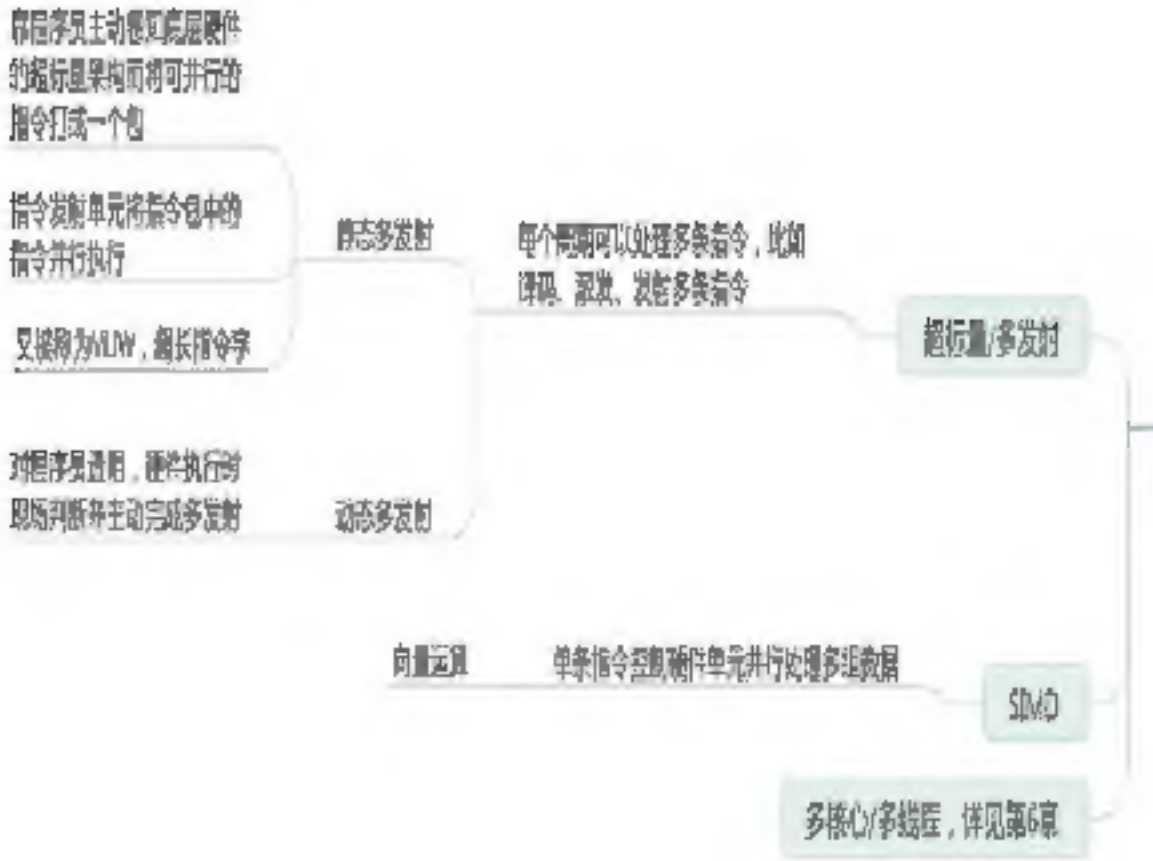 需程序员主动感知底层硬件
的超标量架构而将可并行的
指令打成一个包
指令发射单元将指令包中的
指令并行执行
又被称为VLIW，超长指令字
静态多发射
每个周期可以处理多条指令，比如
译码、派发、发射多条指令
超标量/多发射
对程序员透明，硬件执行时
现场判断并主动完成多发射
动态多发射
向量运算
单条指令控制硬件单元并行处理多组数据
SIMD
多核心/多线程，详见第6章